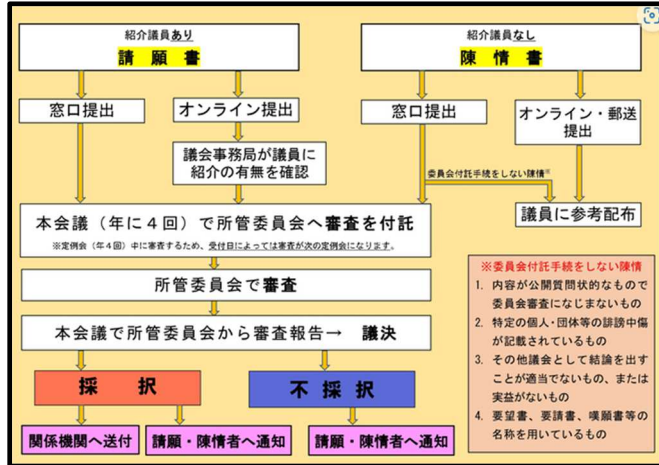 紹介議員あり
請願書
紹介議員なし
陳情書
窓口提出
オンライン提出
窓口提出
オンライン・郵送
提出
議会事務局が議員に
紹介の有無を確認
委員会付託手続をしない陳情※
議員に参考配布
本会議（年に４回）で所管委員会へ審査を付託
※定例会（年４回）中に審査するため、受付日によっては審査が次の定例会になります。
所管委員会で審査
本会議で所管委員会から審査報告→ 議決
採択
不採択
関係機関へ送付
請願・陳情者へ通知
請願・陳情者へ通知
※委員会付託手続をしない陳情
1. 内容が公開質問状的なもので
委員会審査になじまないもの
2. 特定の個人・団体等の誹謗中傷
が記載されているもの
3. その他議会として結論を出す
ことが適当でないもの、または
実益がないもの
4. 要望書、要請書、嘆願書等の
名称を用いているもの